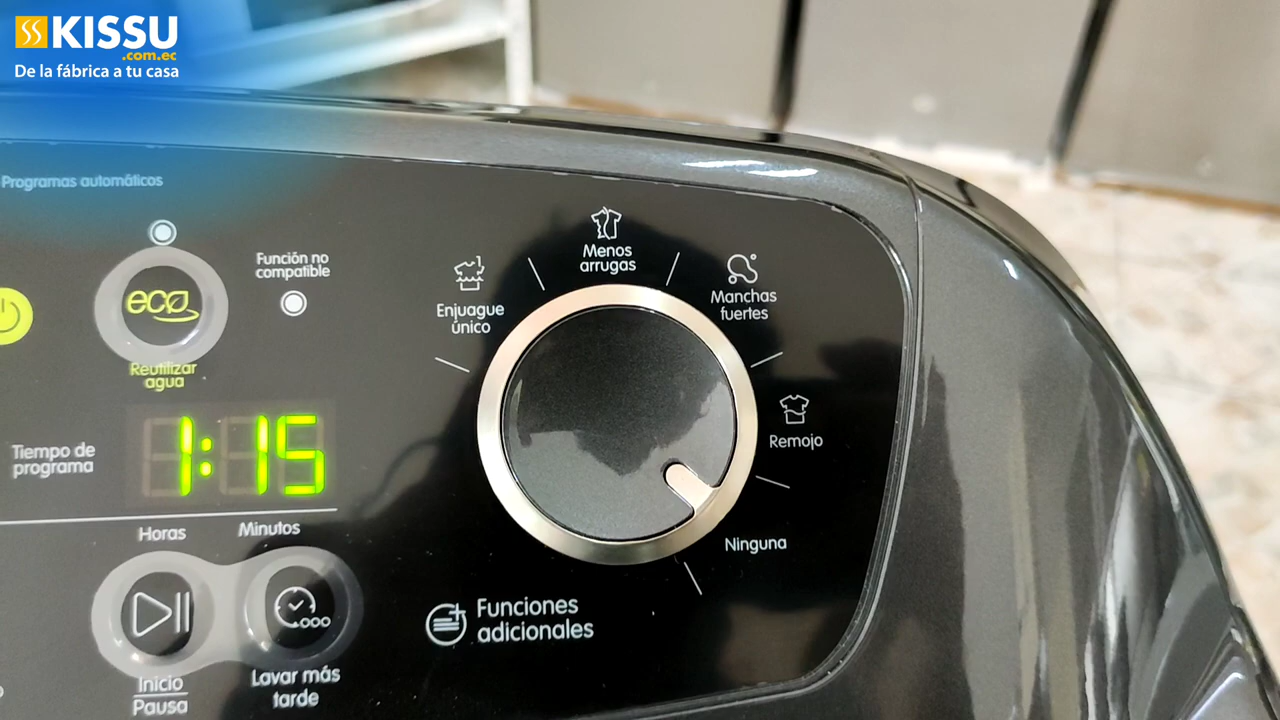 KISSU
.com.ec
De la fábrica a tu casa
Programas automáticos
eco
Reutilizar
agua
Función no
compatible
Tiempo de
programa
1:15
Horas
Minutos
Inicio
Pausa
Lavar más
tarde
Enjuague
único
Menos
arrugas
Manchas
fuertes
Remojo
Ninguna
Funciones
adicionales